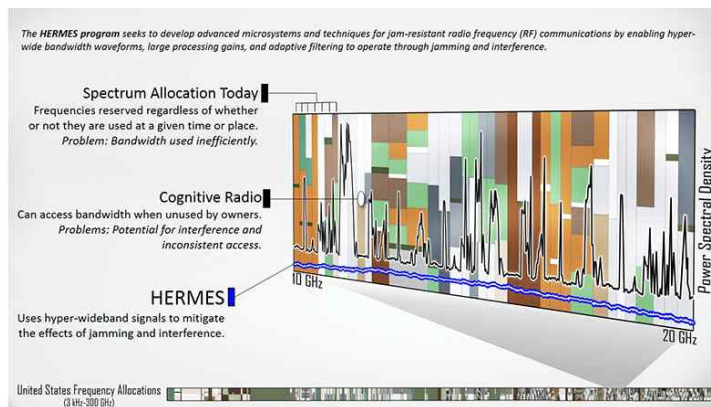 The HERMES program seeks to develop advanced microsystems and techniques for jam-resistant radio frequency (RF) communications by enabling hyper-
wide bandwidth waveforms, large processing gains, and adaptive filtering to operate through jamming and interference.
Spectrum Allocation Today
Frequencies reserved regardless of whether
or not they are used at a given time or place.
Problem: Bandwidth used inefficiently.
Cognitive Radio
Can access bandwidth when unused by owners.
Problems: Potential for interference and
inconsistent access.
HERMES
Uses hyper-wideband signals to mitigate
the effects of jamming and interference.
10 GHz
20 GHz
Power Spectral Density
United States Frequency Allocations
(3 kHz-300 GHz)